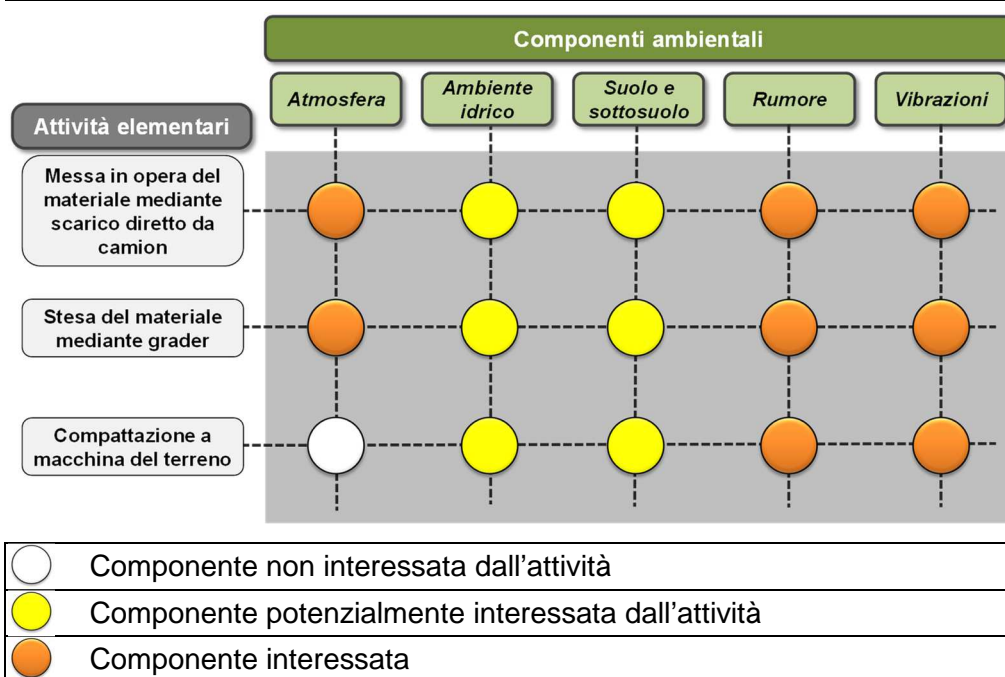 Componenti ambientali
Atmosfera
Ambiente
idrico
Suolo e
sottosuolo
Rumore
Vibrazioni
Attività elementari
Messa in opera del
materiale mediante
scarico diretto da
camion
Stesa del materiale
mediante grader
Compattazione a
macchina del terreno
Componente non interessata dall’attività
Componente potenzialmente interessata dall’attività
Componente interessata